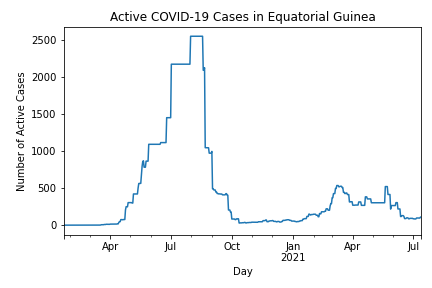 Active COVID-19 Cases in Equatorial Guinea
Number of Active Cases
2500
2000
1500
1000
500
0
Apr Jul Oct Jan Apr Jul
2021
Day